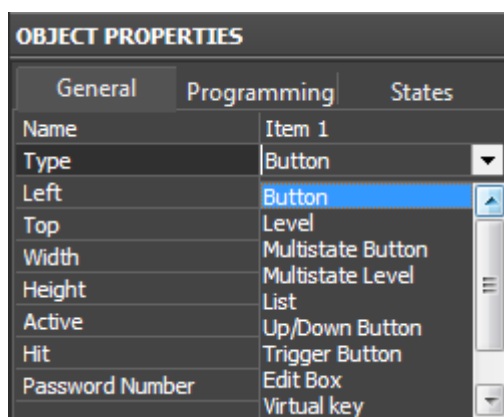 OBJECT PROPERTIES
General Programming States
Name Item 1
Type Button
Left
Top
Width
Height
Active
Hit
Password Number
Button
Level
Multistate Button
Multistate Level
List
Up/Down Button
Trigger Button
Edit Box
Virtual key